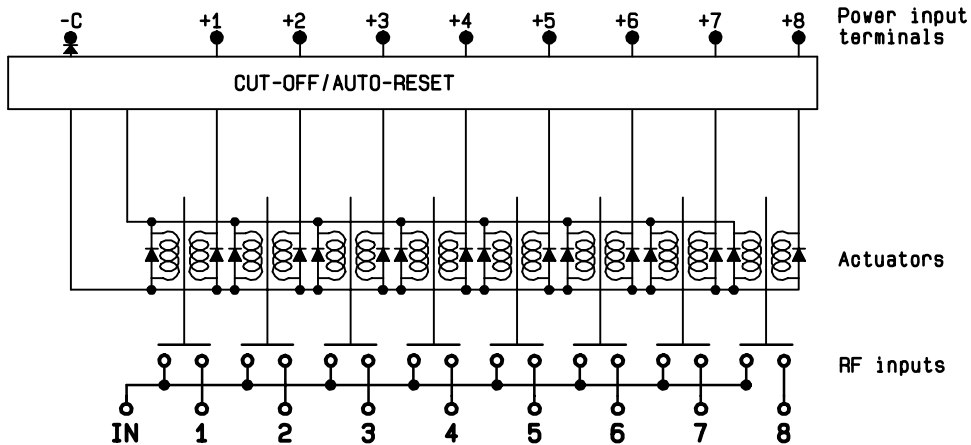 -C +1 +2 +3 +4 +5 +6 +7 +8 Power input
terminals
CUT-OFF/AUTO-RESET
Actuators
RF inputs
IN 1 2 3 4 5 6 7 8